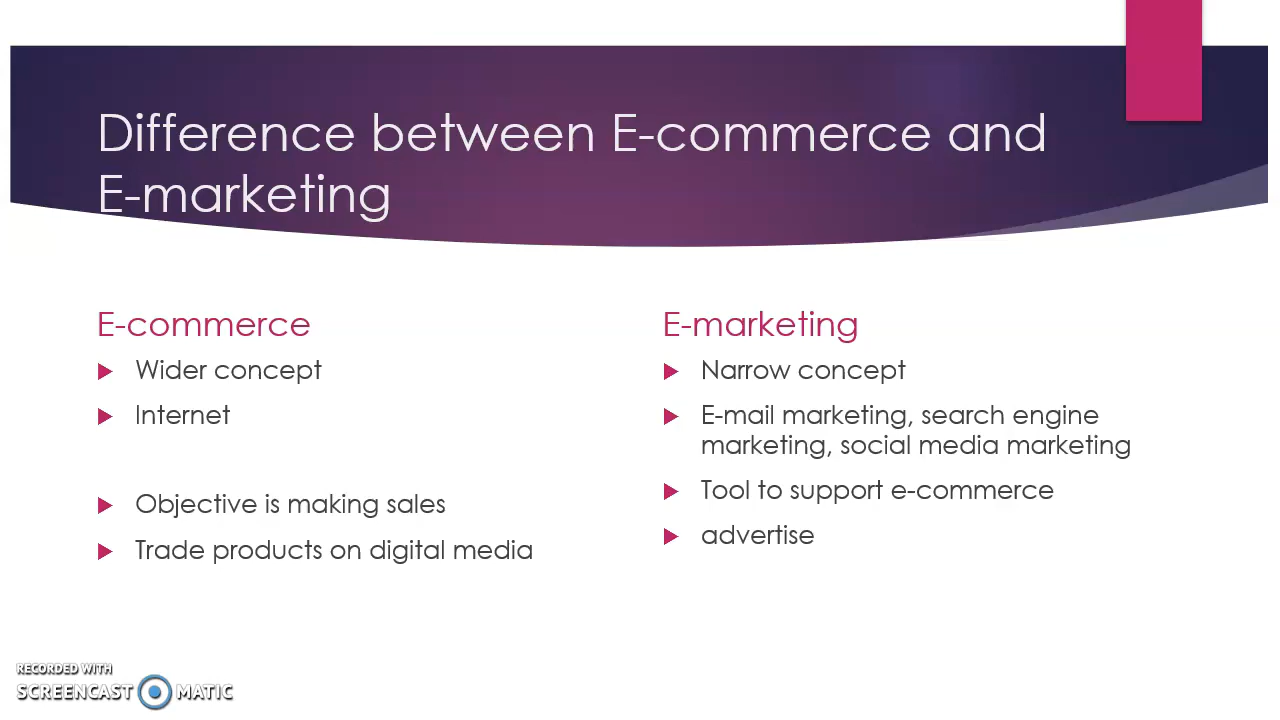 Difference between E-commerce and
E-marketing
E-commerce
Wider concept
Internet
Objective is making sales
Trade products on digital media
E-marketing
Narrow concept
E-mail marketing, search engine
marketing, social media marketing
Tool to support e-commerce
advertise
RECORDED WITH
SCREENCAST MATIC